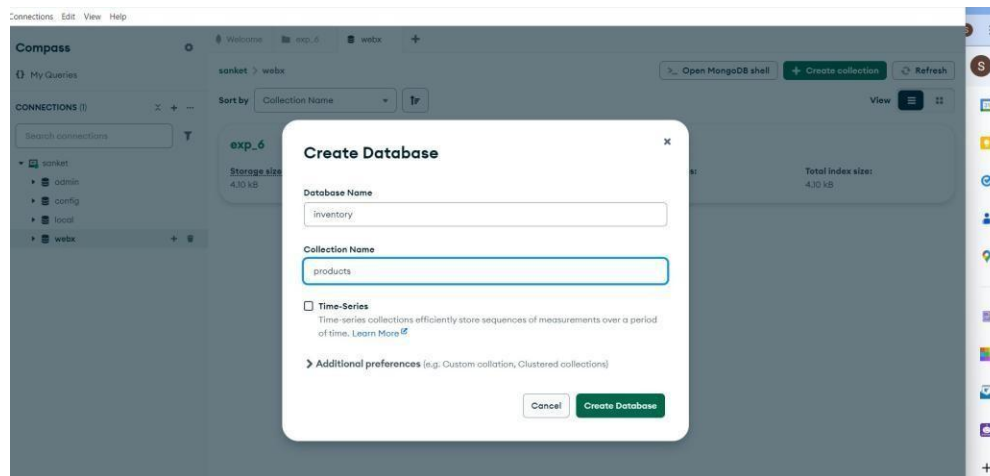 Connections Edit View Help
Compass
Welcome exp_6 webx
{} My Queries
sanket > webx
>_ Open MongoDB shell
+ Create collection
Refresh
CONNECTIONS (1)
Sort by Collection Name
View
Search connections
sanket
admin
config
local
webx
exp_6
Storage size
4.10 kB
Total index size:
4.10 kB
Create Database
Database Name
inventory
Collection Name
products
Time-Series
Time-series collections efficiently store sequences of measurements over a period
of time. Learn More
Additional preferences (e.g. Custom collation, Clustered collections)
Cancel Create Database
S